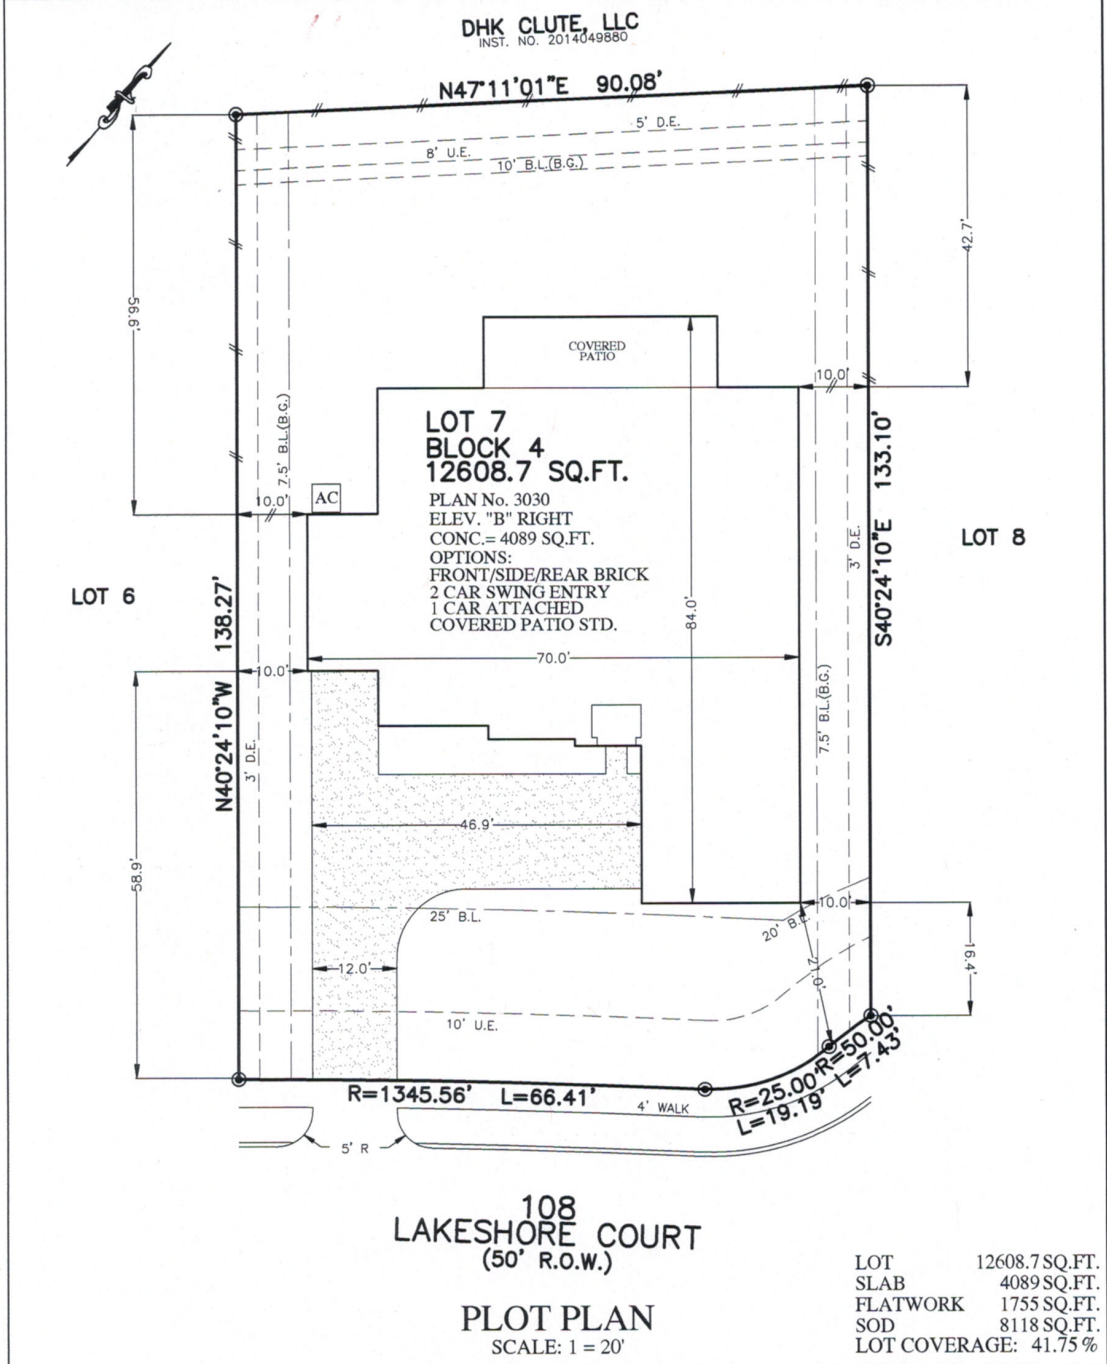 DHK CLUTE, LLC
INST. NO. 2014049880
N47°11'01"E 90.08'
5' D.E.
8' U.E.
10' B.L.(B.G.)
56.6'
42.7'
COVERED
PATIO
10.0'
LOT 7
BLOCK 4
12608.7 SQ.FT.
PLAN No. 3030
ELEV. "B" RIGHT
CONC.= 4089 SQ.FT.
OPTIONS:
FRONT/SIDE/REAR BRICK
2 CAR SWING ENTRY
1 CAR ATTACHED
COVERED PATIO STD.
7.5' B.L.(B.G.)
AC
10.0'
S40°24'10"E 133.10'
3' D.E.
LOT 8
LOT 6
N40°24'10"W 138.27'
84.0'
70.0'
10.0'
7.5' B.L.(B.G.)
3' D.E.
46.9'
58.9'
25' B.L.
20' B.L.
10.0'
16.4'
21.0'
12.0'
10' U.E.
R=50.00'
L=7.43'
R=25.00'
L=19.19'
R=1345.56' L=66.41'
4' WALK
5' R
108
LAKESHORE COURT
(50' R.O.W.)
PLOT PLAN
SCALE: 1 = 20'
LOT 12608.7 SQ.FT.
SLAB 4089 SQ.FT.
FLATWORK 1755 SQ.FT.
SOD 8118 SQ.FT.
LOT COVERAGE: 41.75 %